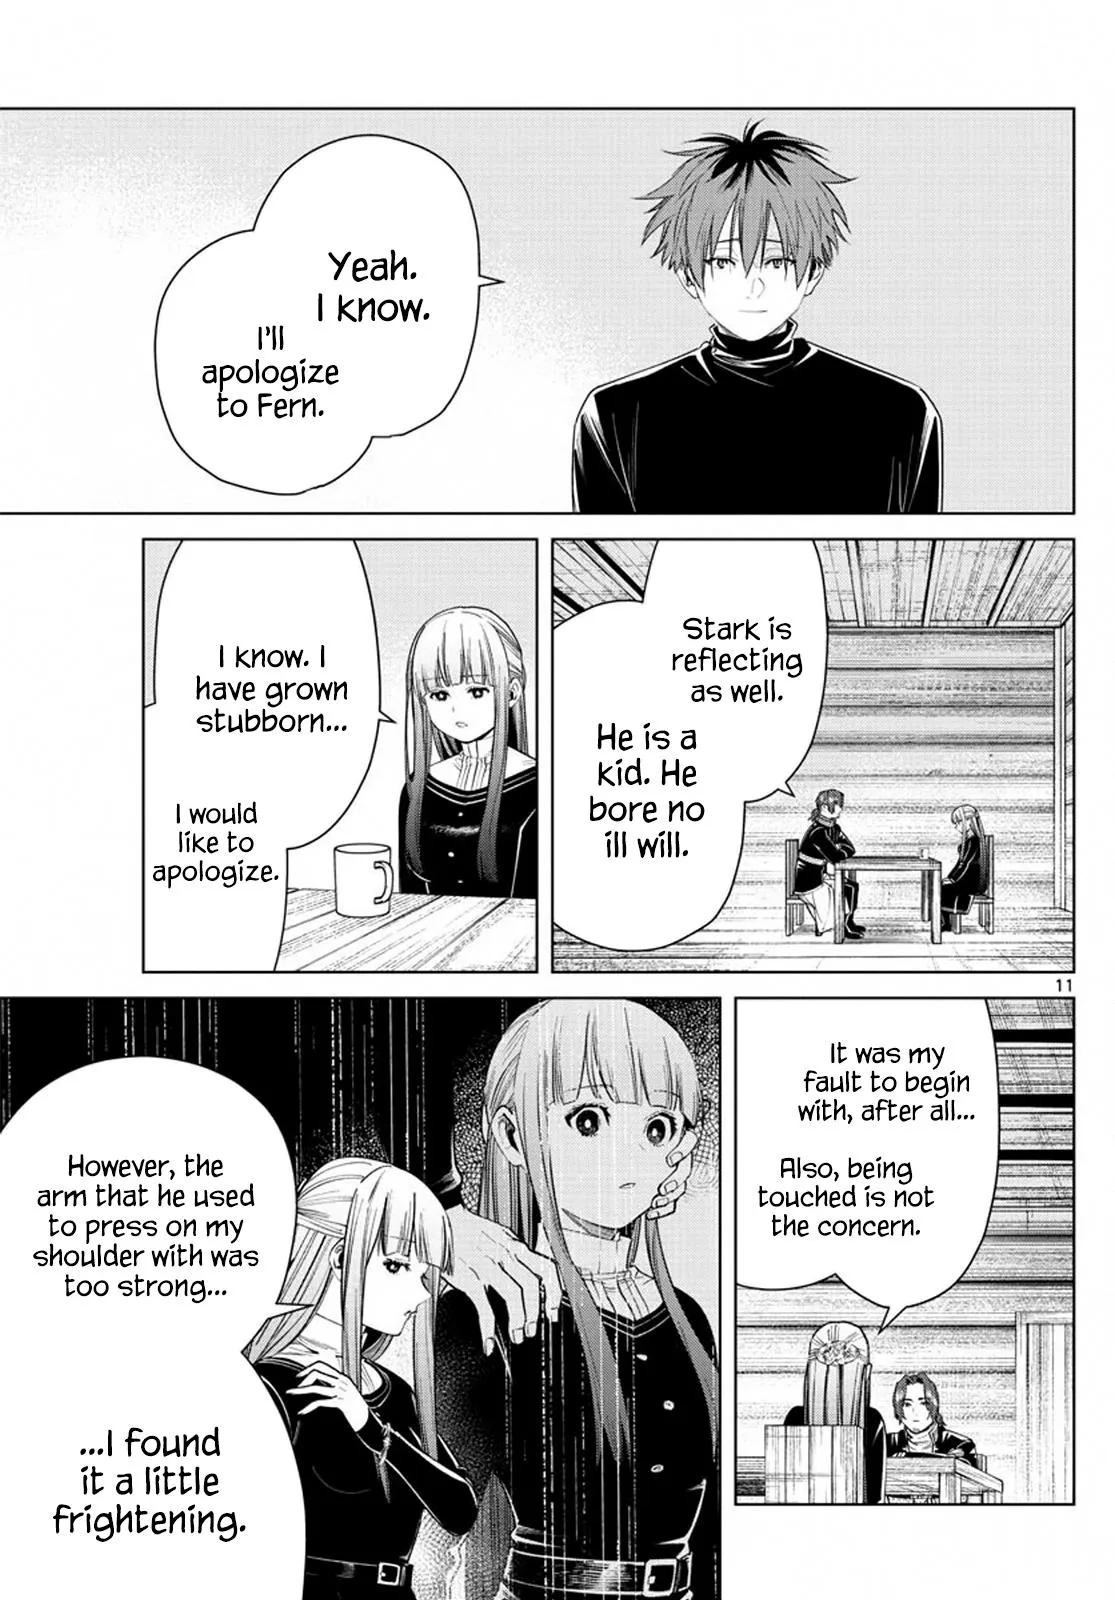 Yeah.
I know.
I'll
apologize
to Fern.
Stark is
reflecting
as well.
He is a
kid. He
bore no
ill will.
I know. I
have grown
stubborn...
I would
like to
apologize.
11
It was my
fault to begin
with, after all...
Also, being
touched is not
the concern.
However, the
arm that he used
to press on my
shoulder with was
too strong...
...I found
it a little
frightening.